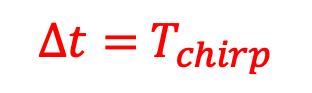 Δt = T_chirp